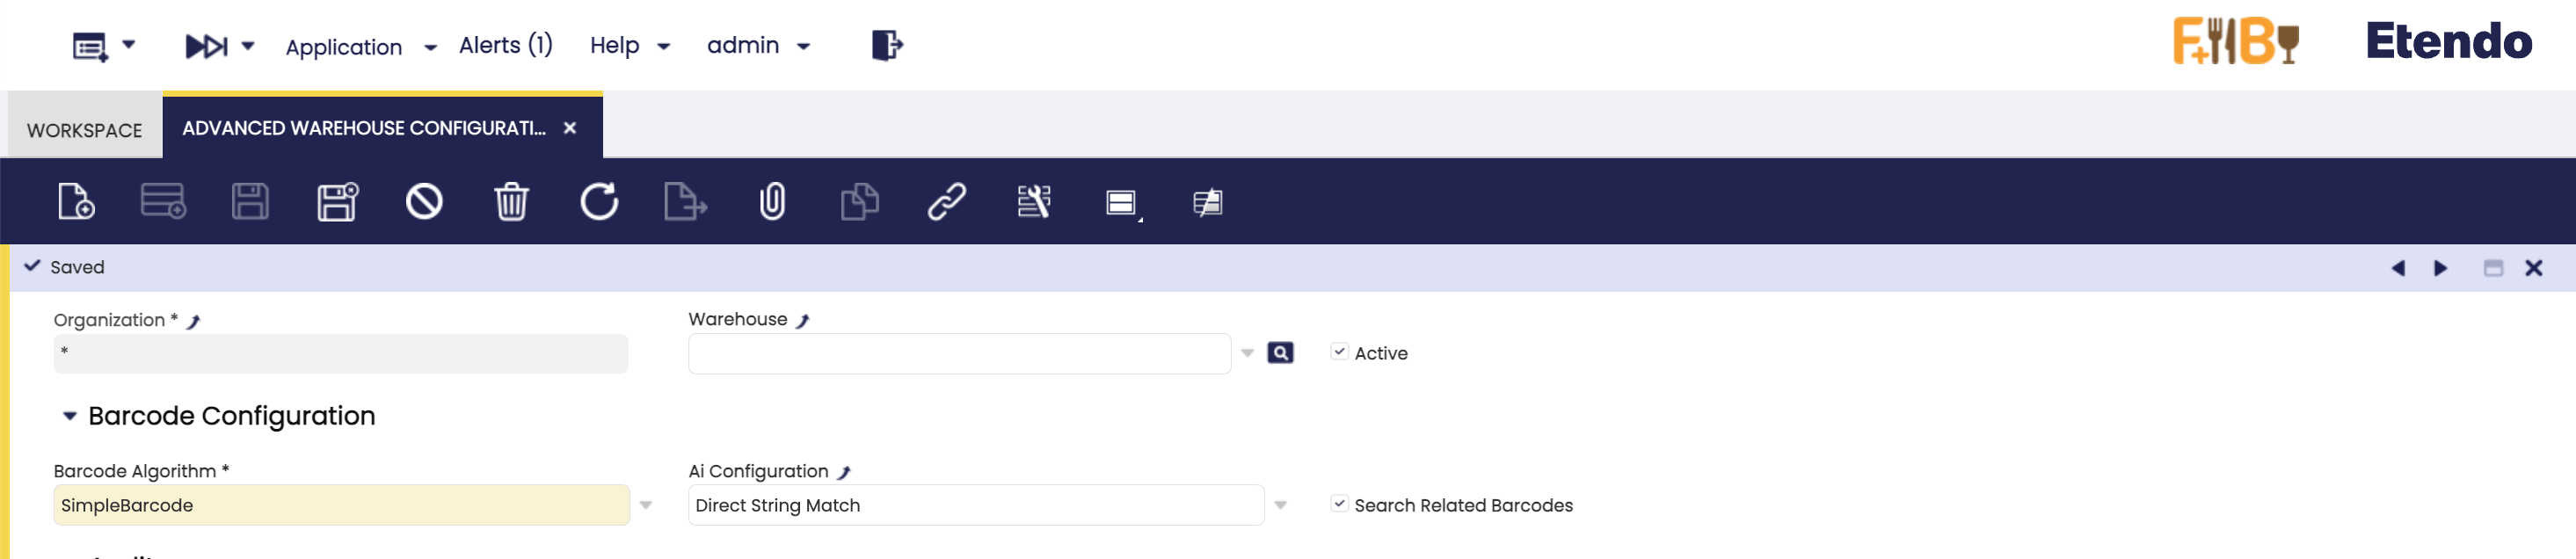 Application Alerts (1) Help admin F+B Etendo
WORKSPACE ADVANCED WAREHOUSE CONFIGURATI...
Saved
Organization * Warehouse
* Active
Barcode Configuration
Barcode Algorithm * Ai Configuration
SimpleBarcode Direct String Match Search Related Barcodes